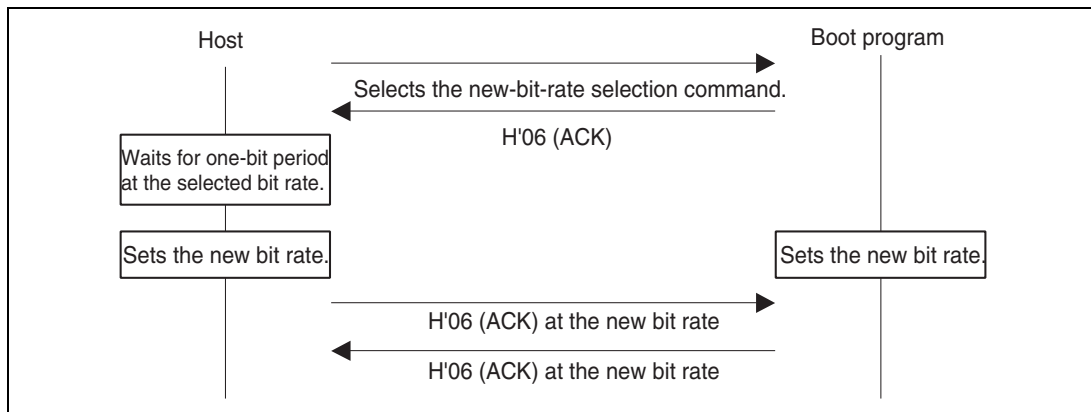 Host
Boot program
Selects the new-bit-rate selection command.
H'06 (ACK)
Waits for one-bit period
at the selected bit rate.
Sets the new bit rate.
Sets the new bit rate.
H'06 (ACK) at the new bit rate
H'06 (ACK) at the new bit rate